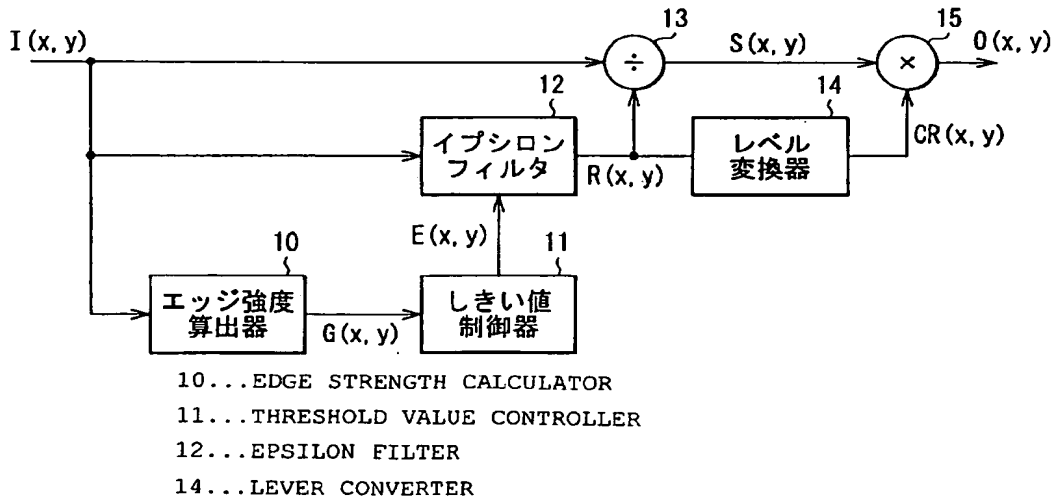 I(x, y)
13
÷
S(x, y)
15
×
O(x, y)
12
イプシロン
フィルタ
R(x, y)
14
レベル
変換器
CR(x, y)
E(x, y)
10
エッジ強度
算出器
G(x, y)
11
しきい値
制御器
10...EDGE STRENGTH CALCULATOR
11...THRESHOLD VALUE CONTROLLER
12...EPSILON FILTER
14...LEVER CONVERTER